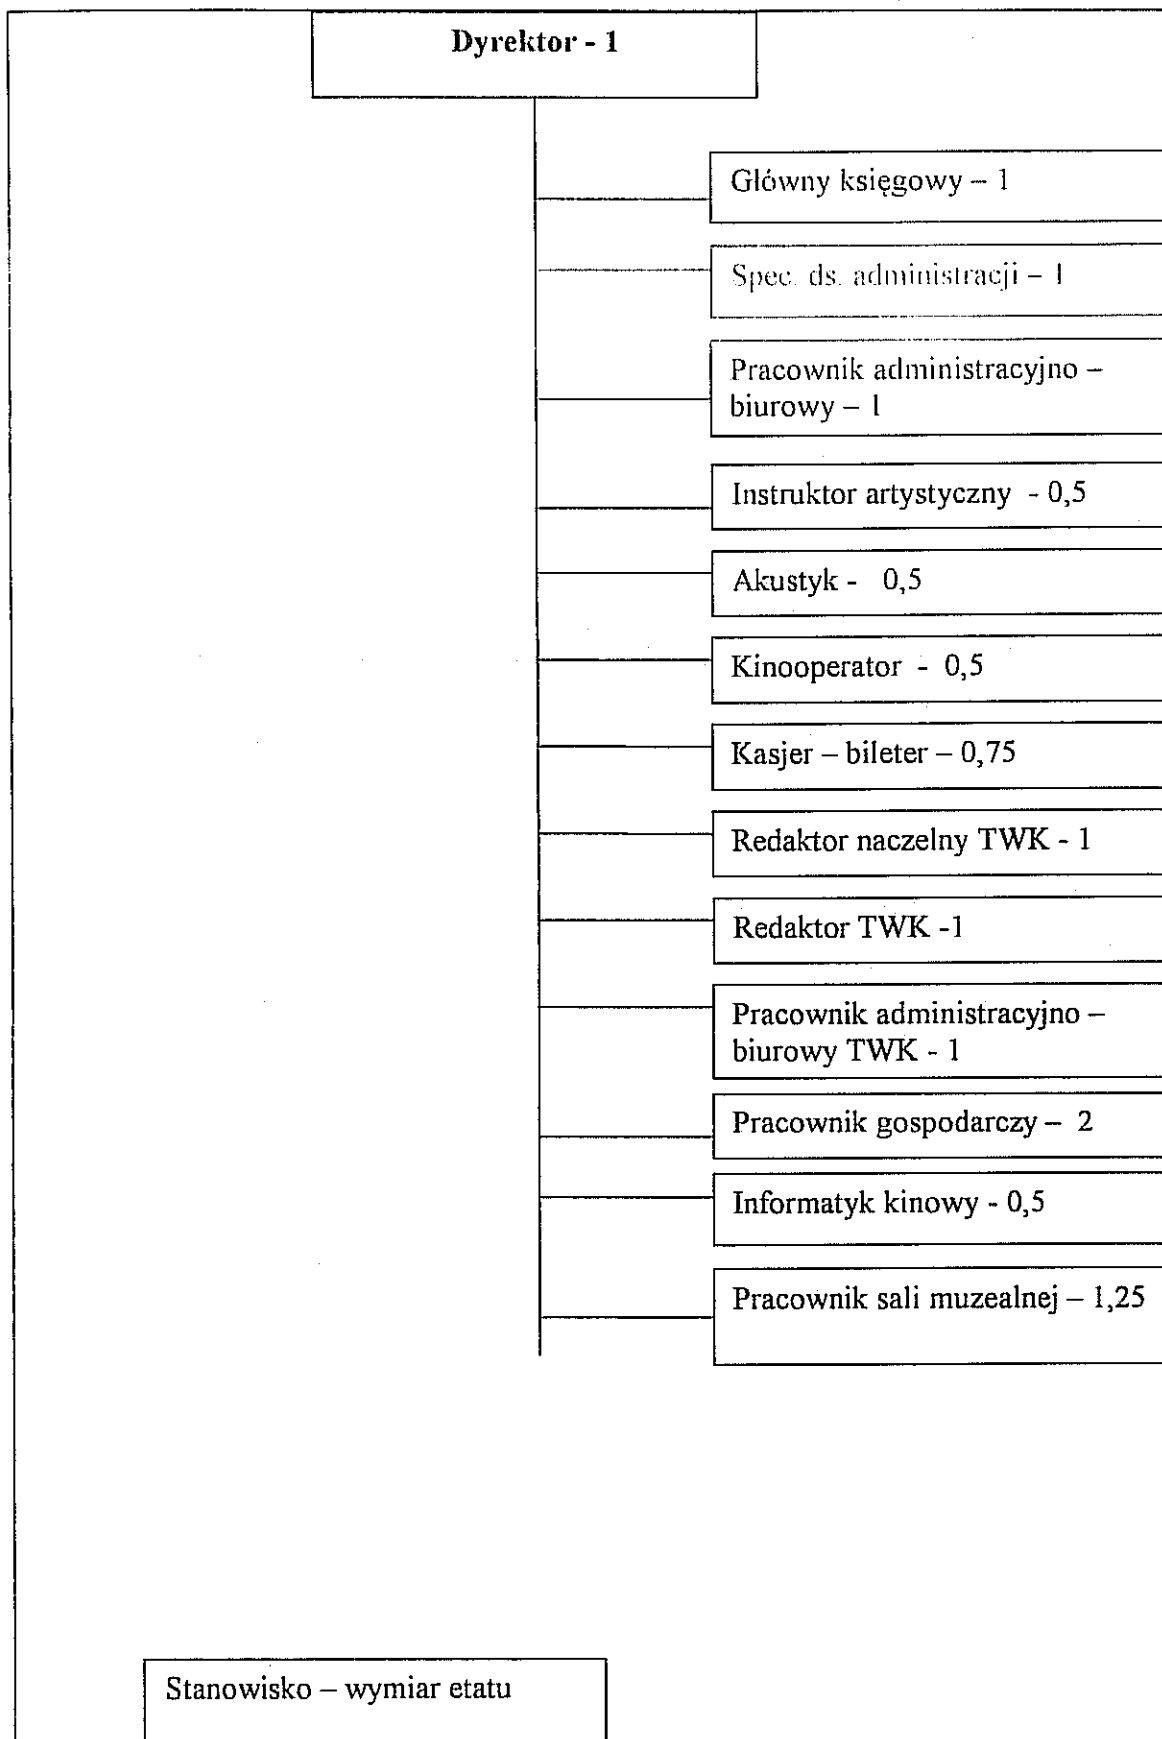 Dyrektor - 1
Główny księgowy – 1
Spec. ds. administracji – 1
Pracownik administracyjno –
biurowy – 1
Instruktor artystyczny - 0,5
Akustyk - 0,5
Kinooperator - 0,5
Kasjer – bileter – 0,75
Redaktor naczelny TWK - 1
Redaktor TWK -1
Pracownik administracyjno –
biurowy TWK - 1
Pracownik gospodarczy – 2
Informatyk kinowy - 0,5
Pracownik sali muzealnej – 1,25
Stanowisko – wymiar etatu